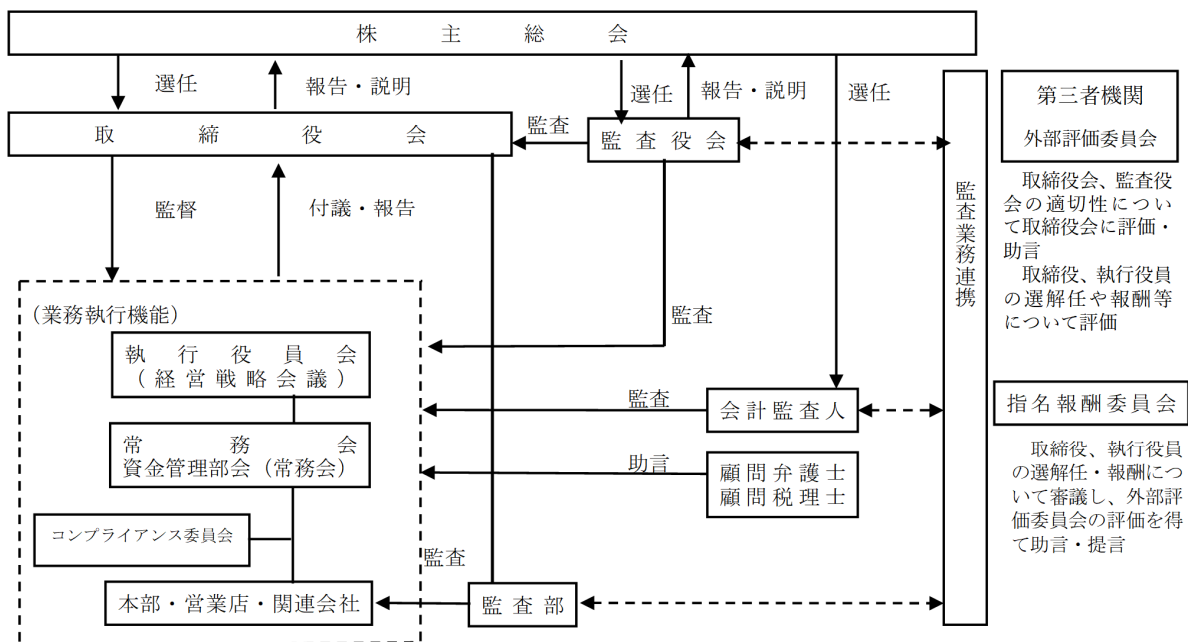 株主総会
選任
報告・説明
選任
報告・説明
選任
取締役会
監査
監査役会
監督
付議・報告
監査
(業務執行機能)
執行役員会
(経営戦略会議)
監査
会計監査人
常務会
資金管理部会(常務会)
助言
顧問弁護士
顧問税理士
コンプライアンス委員会
監査
本部・営業店・関連会社
監査部
監査業務連携
第三者機関
外部評価委員会
取締役会、監査役
会の適切性につい
て取締役会に評価・
助言
取締役、執行役員
の選解任や報酬等
について評価
指名報酬委員会
取締役、執行役員
の選解任・報酬につ
いて審議し、外部評
価委員会の評価を得
て助言・提言